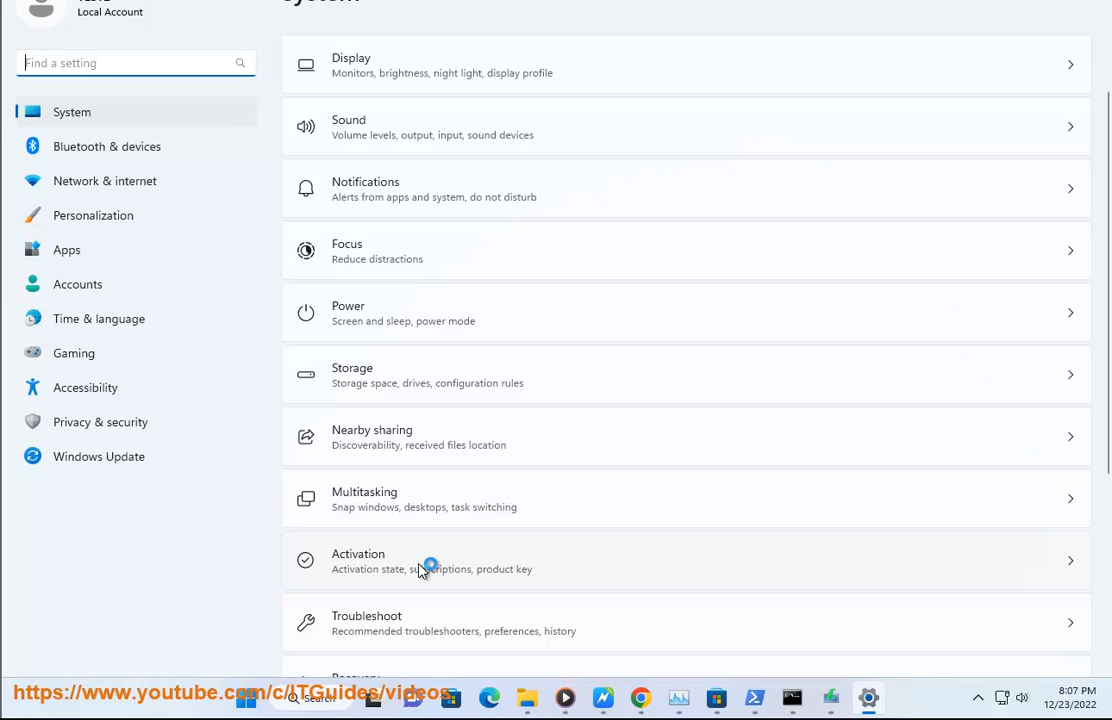 Local Account
Find a setting
System
Bluetooth & devices
Network & internet
Personalization
Apps
Accounts
Time & language
Gaming
Accessibility
Privacy & security
Windows Update
System
Display
Monitors, brightness, night light, display profile
Sound
Volume levels, output, input, sound devices
Notifications
Alerts from apps and system, do not disturb
Focus
Reduce distractions
Power
Screen and sleep, power mode
Storage
Storage space, drives, configuration rules
Nearby sharing
Discoverability, received files location
Multitasking
Snap windows, desktops, task switching
Activation
Activation state, subscriptions, product key
Troubleshoot
Recommended troubleshooters, preferences, history
Recovery
https://www.youtube.com/c/ITGuides/videos
Search
8:07 PM
12/23/2022